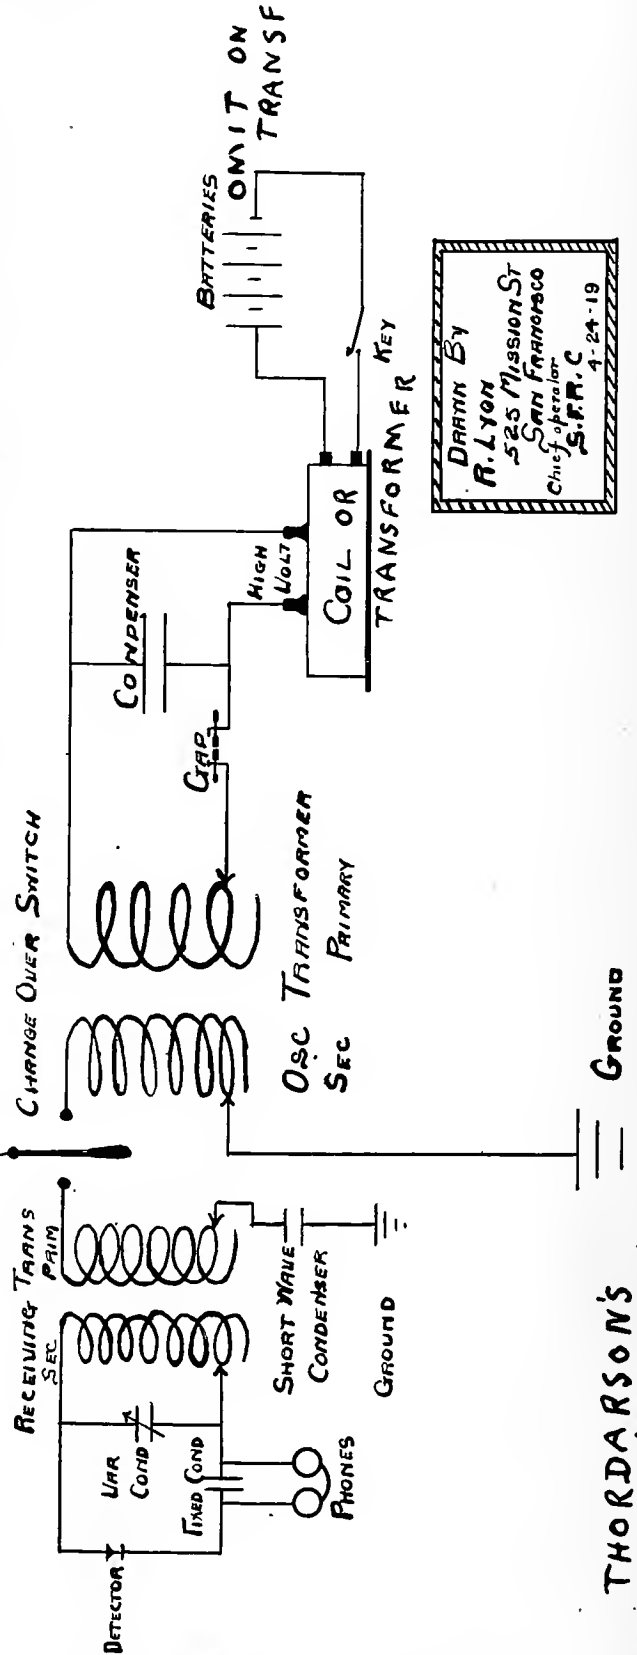 CHANGE OVER SWITCH
RECEIVING TRANS
PRIM
SEC
DETECTOR
VAR
COND
FIXED COND
PHONES
SHORT WAVE
CONDENSER
GROUND
OSC TRANSFORMER
SEC PRIMARY
GAP
CONDENSER
HIGH
VOLT
COIL OR
TRANSFORMER
KEY
BATTERIES
OMIT ON
TRANSF
GROUND
THORDARSON'S
DRAWN BY
R. LYON
525 MISSION ST
SAN FRANCISCO
Chief operator
S.F.R.C
4-24-19